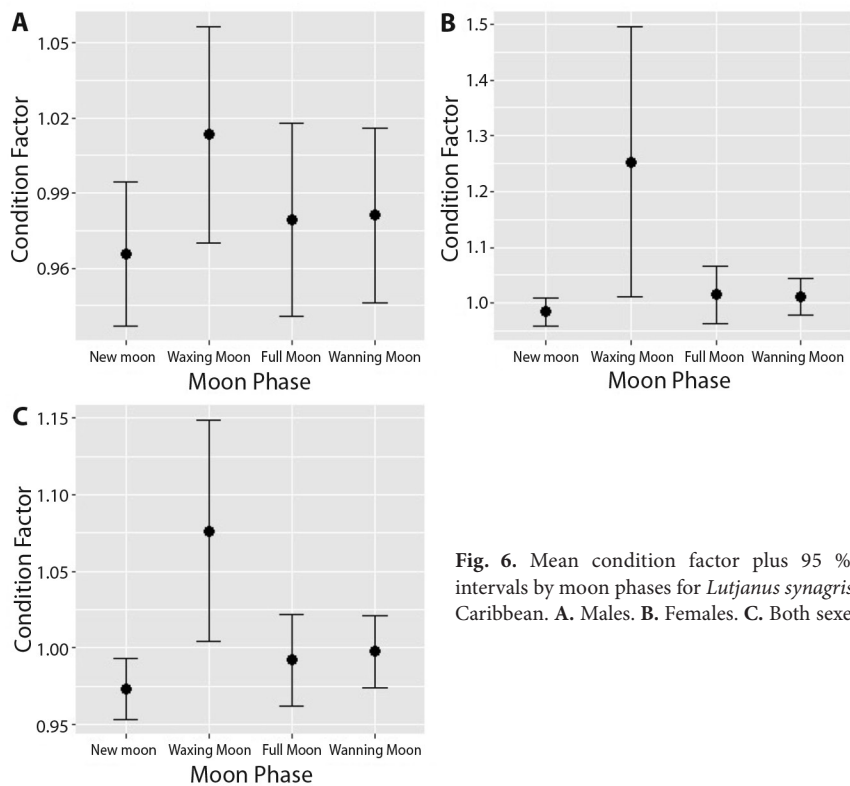 A
Condition Factor
1.05
1.02
0.99
0.96
New moon Waxing Moon Full Moon Wanning Moon
Moon Phase
B
Condition Factor
1.5
1.4
1.3
1.2
1.1
1.0
New moon Waxing Moon Full Moon Wanning Moon
Moon Phase
C
Condition Factor
1.15
1.10
1.05
1.00
0.95
New moon Waxing Moon Full Moon Wanning Moon
Moon Phase
Fig. 6. Mean condition factor plus 95 %
intervals by moon phases for Lutjanus synagris
Caribbean. A. Males. B. Females. C. Both sexe